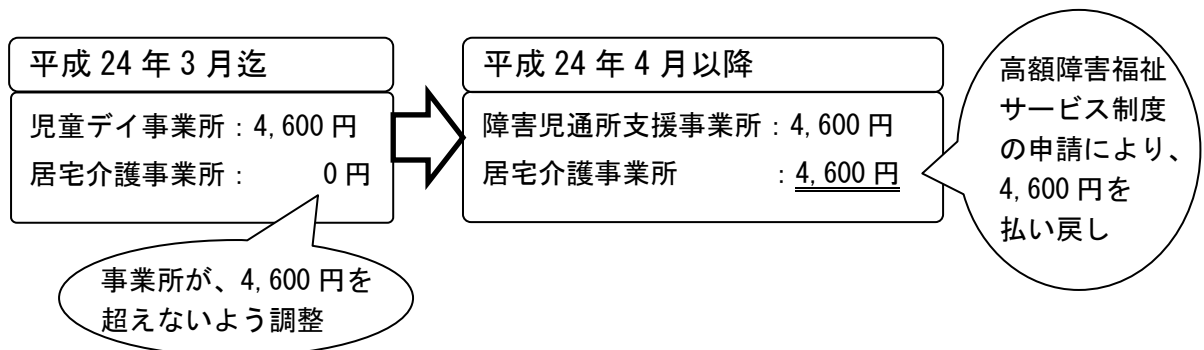 平成 24 年 3 月迄
児童デイ事業所：4,600 円
居宅介護事業所： 0 円
事業所が、4,600 円を
超えないよう調整
平成 24 年 4 月以降
障害児通所支援事業所：4,600 円
居宅介護事業所 ：4,600 円
高額障害福祉
サービス制度
の申請により、
4,600 円を
払い戻し